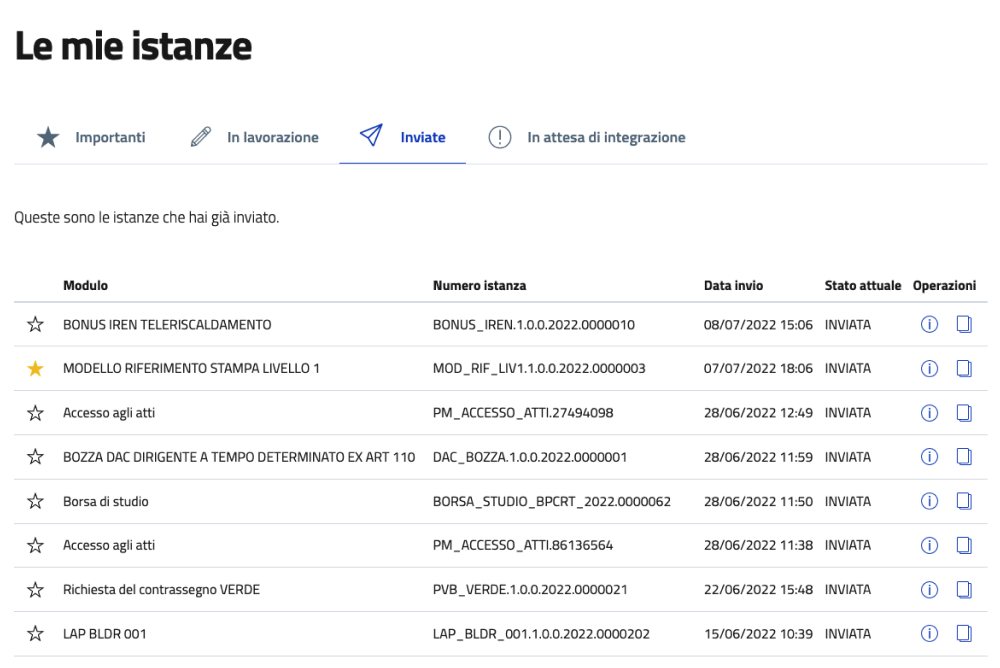 Le mie istanze
Importanti In lavorazione Inviate In attesa di integrazione
Queste sono le istanze che hai già inviato.
Modulo Numero istanza Data invio Stato attuale Operazioni
BONUS IREN TELERISCALDAMENTO BONUS_IREN.1.0.0.2022.0000010 08/07/2022 15:06 INVIATA
MODELLO RIFERIMENTO STAMPA LIVELLO 1 MOD_RIF_LIV1.1.0.0.2022.0000003 07/07/2022 18:06 INVIATA
Accesso agli atti PM_ACCESSO_ATTI.27494098 28/06/2022 12:49 INVIATA
BOZZA DAC DIRIGENTE A TEMPO DETERMINATO EX ART 110 DAC_BOZZA.1.0.0.2022.0000001 28/06/2022 11:59 INVIATA
Borsa di studio BORSA_STUDIO_BPCRT_2022.0000062 28/06/2022 11:50 INVIATA
Accesso agli atti PM_ACCESSO_ATTI.86136564 28/06/2022 11:38 INVIATA
Richiesta del contrassegno VERDE PVB_VERDE.1.0.0.2022.0000021 22/06/2022 15:48 INVIATA
LAP BLDR 001 LAP_BLDR_001.1.0.0.2022.0000202 15/06/2022 10:39 INVIATA